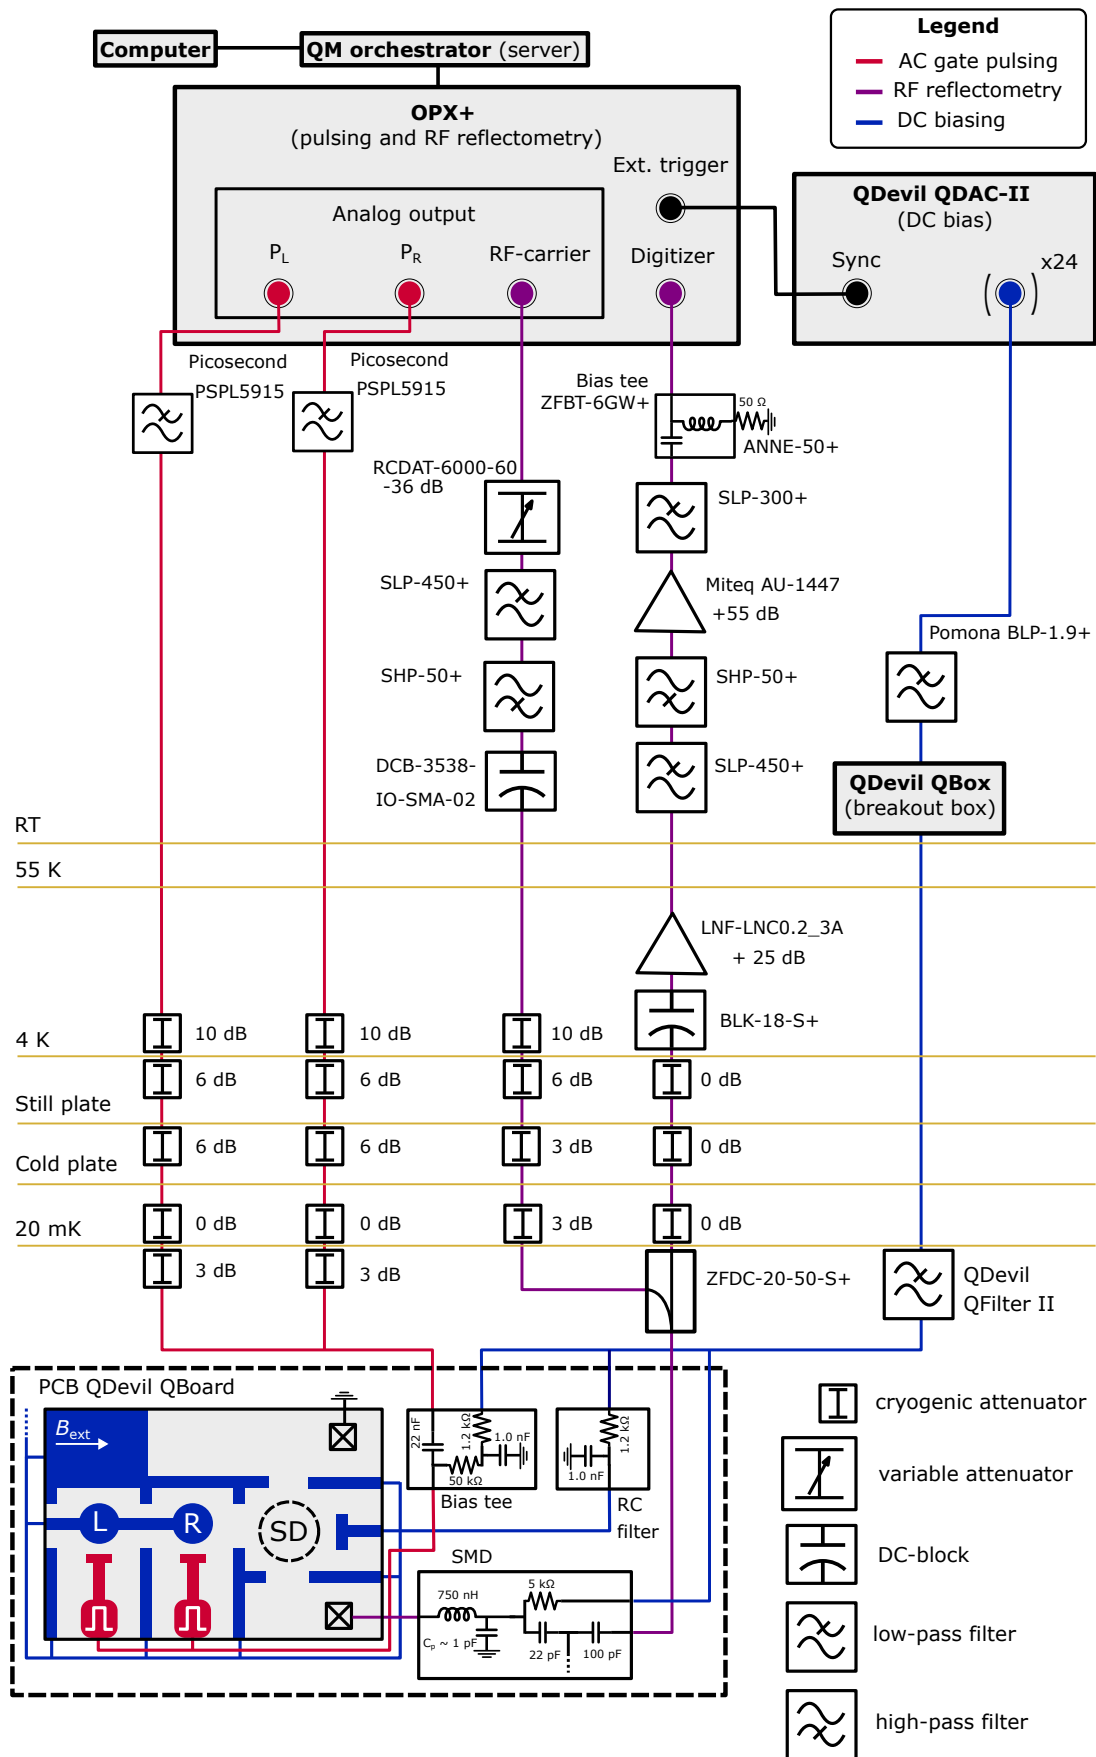 Legend
AC gate pulsing
RF reflectometry
DC biasing
Computer
QM orchestrator (server)
OPX+
(pulsing and RF reflectometry)
Ext. trigger
Analog output
PL
PR
RF-carrier
Digitizer
QDevil QDAC-II
(DC bias)
Sync
(   ) x24
Picosecond
PSPL5915
Picosecond
PSPL5915
Bias tee
ZFBT-6GW+
50 Ω
ANNE-50+
RCDAT-6000-60
-36 dB
SLP-300+
SLP-450+
Miteq AU-1447
+55 dB
Pomona BLP-1.9+
SHP-50+
SHP-50+
DCB-3538-
IO-SMA-02
SLP-450+
QDevil QBox
(breakout box)
RT
55 K
LNF-LNC0.2_3A
+ 25 dB
BLK-18-S+
4 K
10 dB
10 dB
10 dB
6 dB
6 dB
6 dB
0 dB
Still plate
6 dB
6 dB
3 dB
0 dB
Cold plate
20 mK
0 dB
0 dB
3 dB
0 dB
3 dB
3 dB
ZFDC-20-50-S+
QDevil
QFilter II
PCB QDevil QBoard
Bext
22 nF
1.2 kΩ
1.0 nF
50 kΩ
Bias tee
1.2 kΩ
1.0 nF
RC
filter
L
R
SD
SMD
750 nH
5 kΩ
Cp ~ 1 pF
22 pF
100 pF
cryogenic attenuator
variable attenuator
DC-block
low-pass filter
high-pass filter